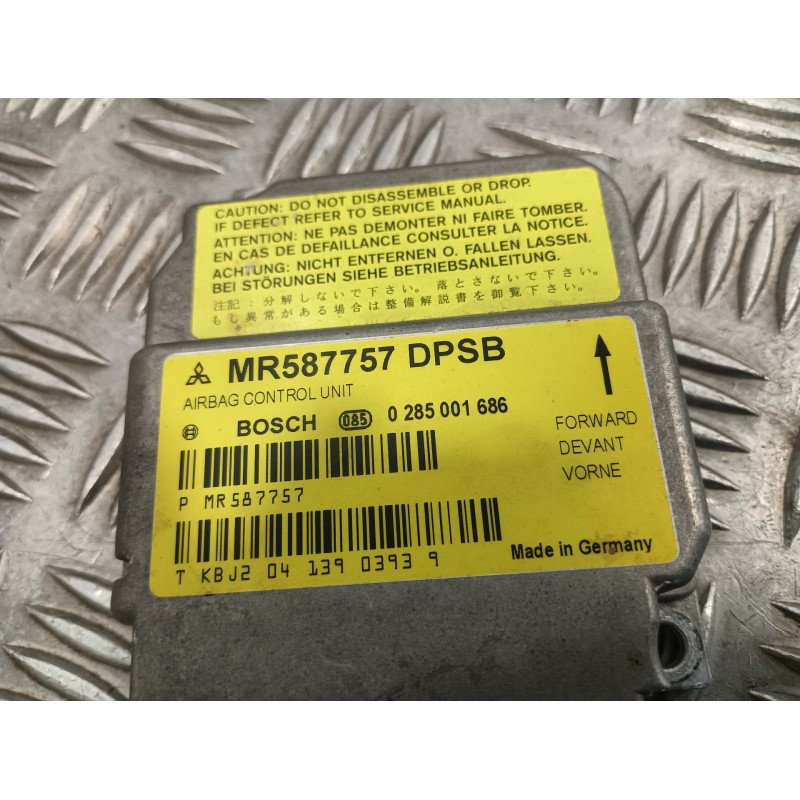 CAUTION: DO NOT DISASSEMBLE OR DROP.
IF DEFECT REFER TO SERVICE MANUAL.
ATTENTION: NE PAS DEMONTER NI FAIRE TOMBER.
EN CAS DE DEFAILLANCE CONSULTER LA NOTICE.
ACHTUNG: NICHT ENTFERNEN O. FALLEN LASSEN.
BEI STÖRUNGEN SIEHE BETRIEBSANLEITUNG.
注記:分解しないで下さい。落とさないで下さい。
もし異常がある場合は整備解説書を御覧下さい。
MR587757 DPSB
AIRBAG CONTROL UNIT
BOSCH 085 0 285 001 686
FORWARD
DEVANT
VORNE
P MR587757
T KBJ2 04 139 0393 9
Made in Germany